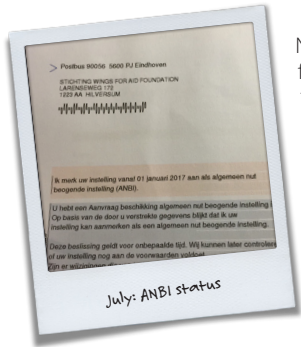 > Postbus 90056 5600 PJ Eindhoven
STICHTING WINGS FOR AID FOUNDATION
LARENSEWEG 172
1222 AA HILVERSUM
Ik merk uw instelling vanaf 01 januari 2017 aan als algemeen nut
beogende instelling (ANBI).
U hebt een Aanvraag beschikking algemeen nut beogende instelling
Op basis van de door u verstrekte gegevens blijkt dat ik uw
instelling kan aanmerken als een algemeen nut beogende instelling.
Deze beslissing geldt voor onbepaalde tijd. Wij kunnen later controleren
of uw instelling nog aan de voorwaarden voldoet.
Zijn er wijzigingen
July: ANBI status
N
f